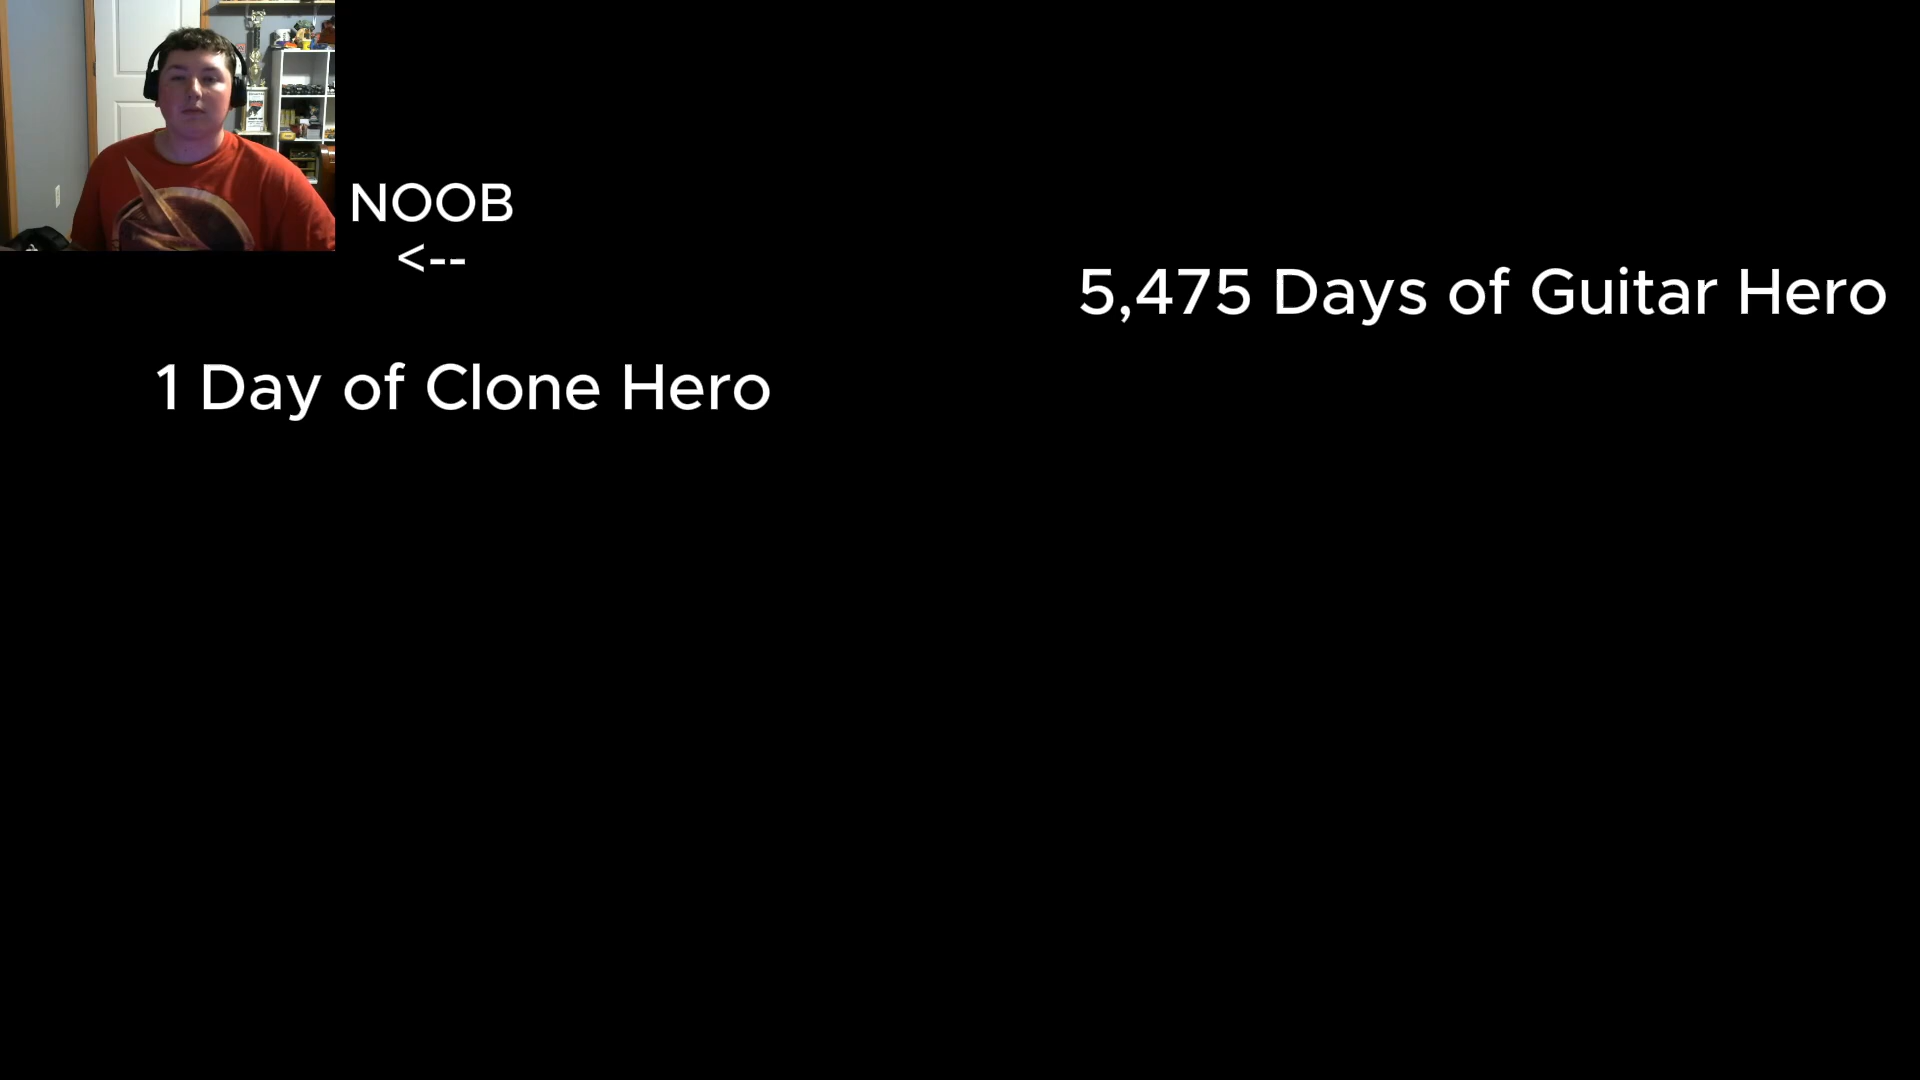 NOOB
<--
5,475 Days of Guitar Hero
1 Day of Clone Hero